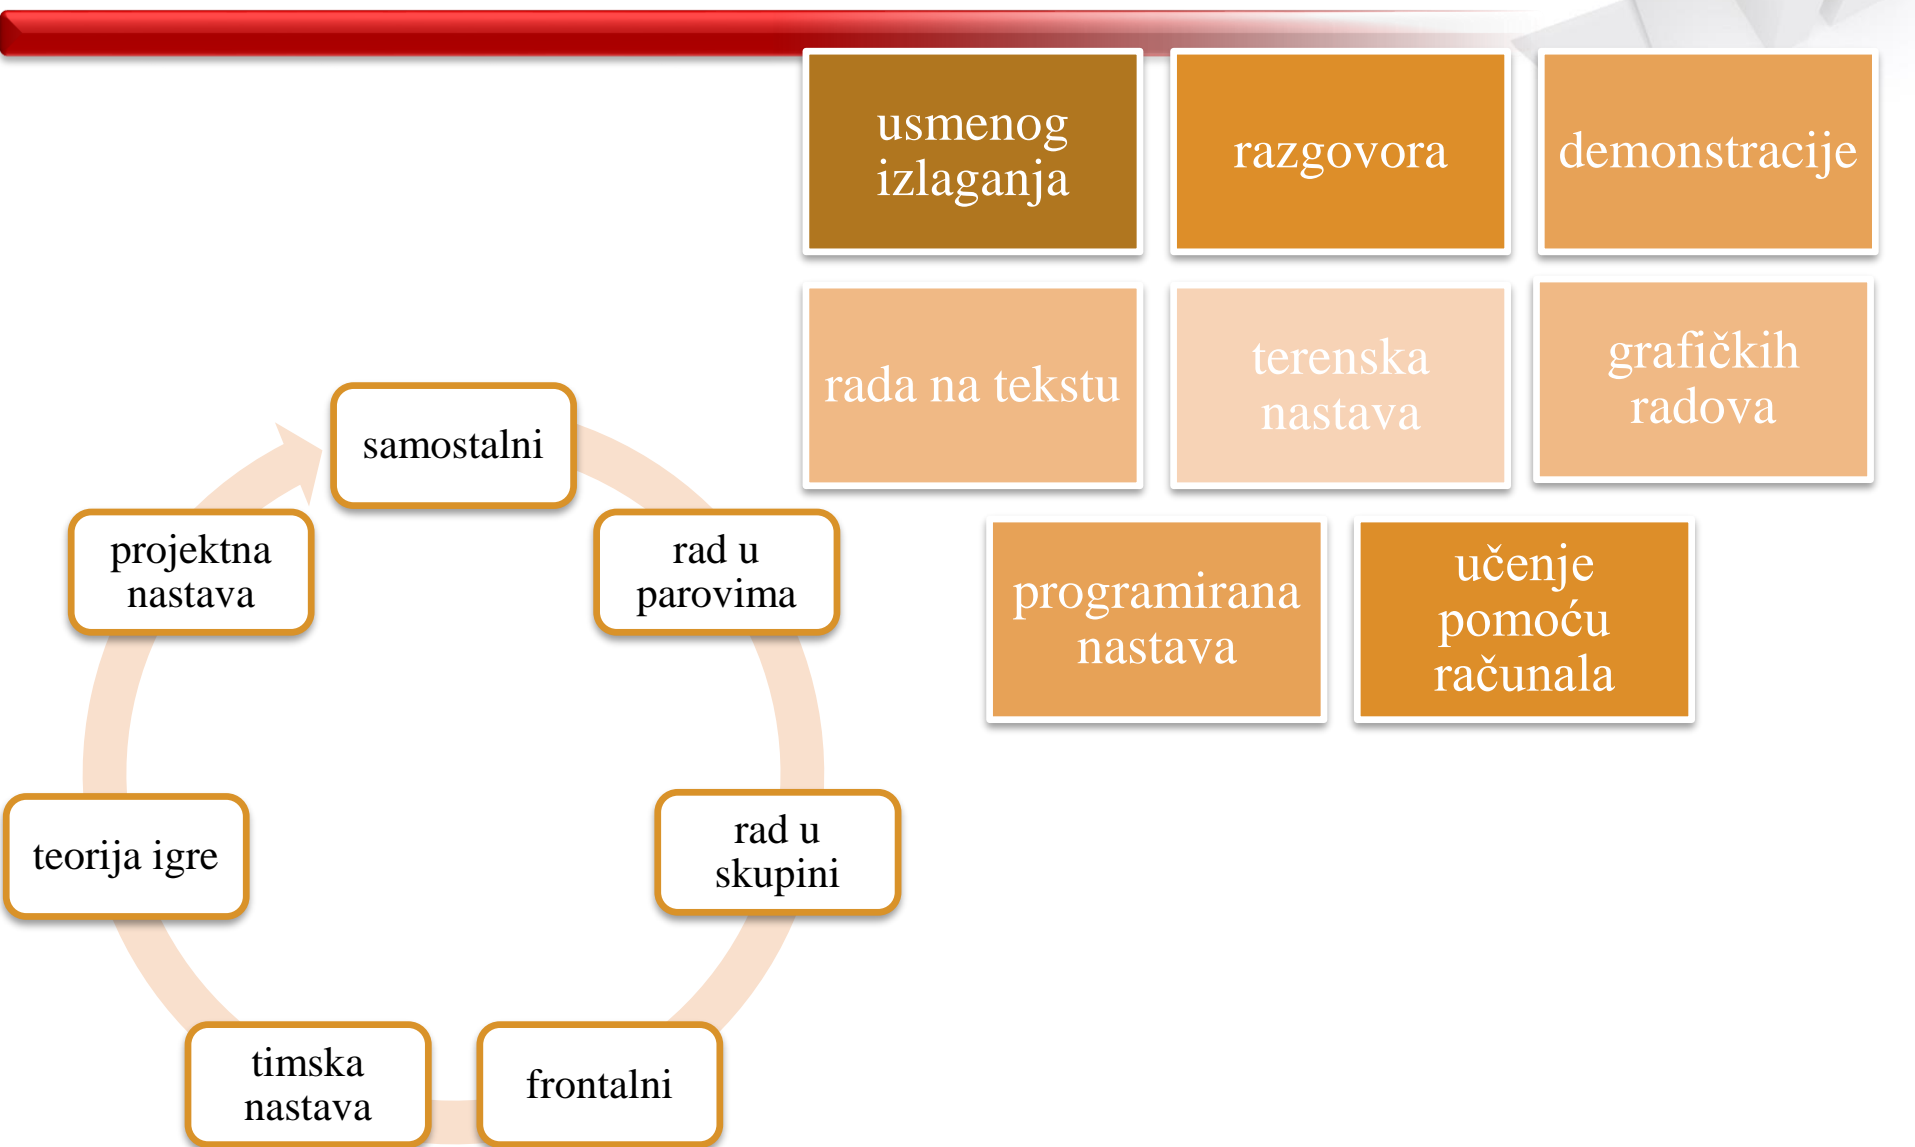 usmenog
izlaganja
razgovora
demonstracije
rada na tekstu
terenska
nastava
grafičkih
radova
programirana
nastava
učenje
pomoću
računala
samostalni
rad u
parovima
rad u
skupini
frontalni
timska
nastava
teorija igre
projektna
nastava